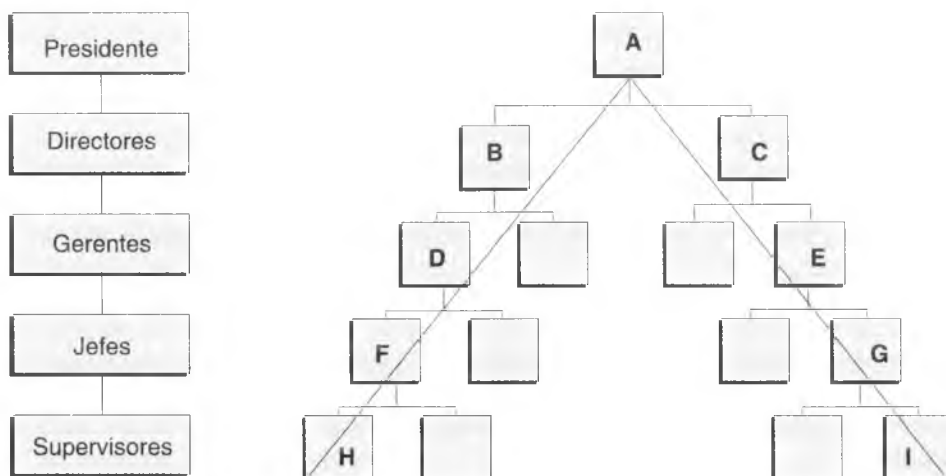 Presidente
Directores
Gerentes
Jefes
Supervisores
A
B
C
D
E
F
G
H
I